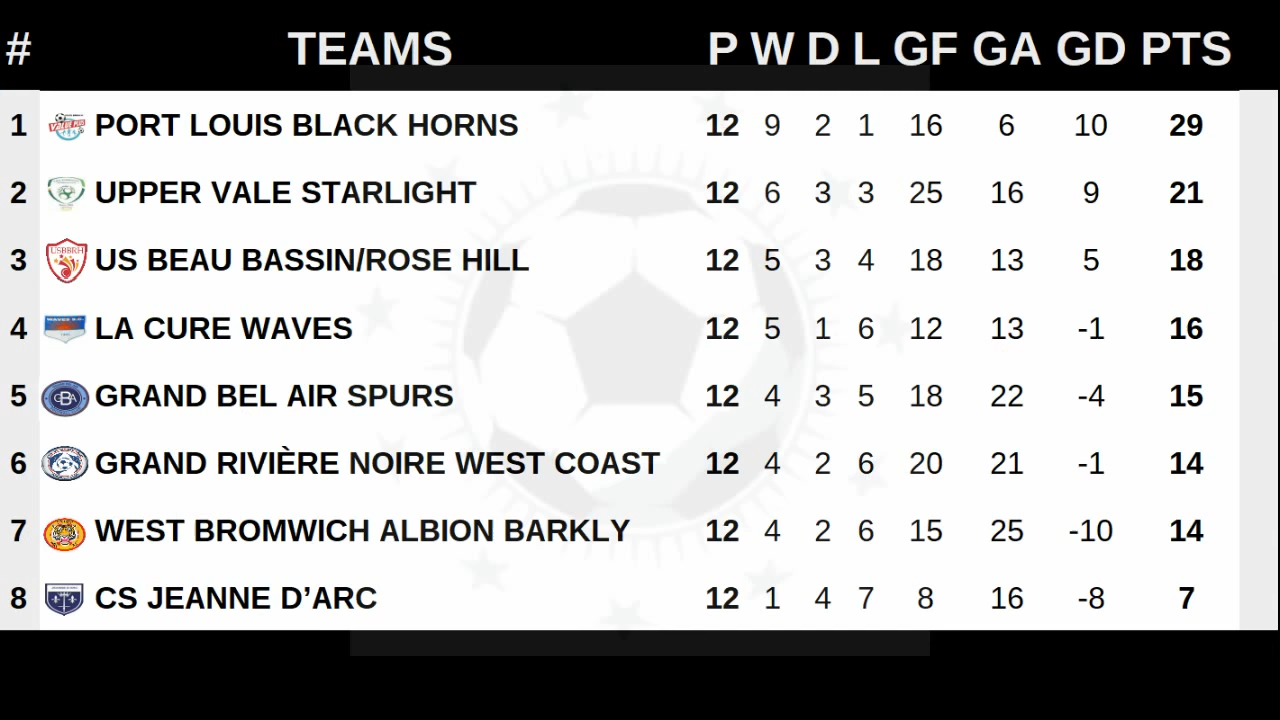 # TEAMS P W D L GF GA GD PTS
1 PORT LOUIS BLACK HORNS 12 9 2 1 16 6 10 29
2 UPPER VALE STARLIGHT 12 6 3 3 25 16 9 21
3 USBBRH US BEAU BASSIN/ROSE HILL 12 5 3 4 18 13 5 18
4 LA CURE WAVES 12 5 1 6 12 13 -1 16
5 GBA GRAND BEL AIR SPURS 12 4 3 5 18 22 -4 15
6 GRAND RIVIÈRE NOIRE WEST COAST 12 4 2 6 20 21 -1 14
7 WEST BROMWICH ALBION BARKLY 12 4 2 6 15 25 -10 14
8 CS JEANNE D’ARC 12 1 4 7 8 16 -8 7